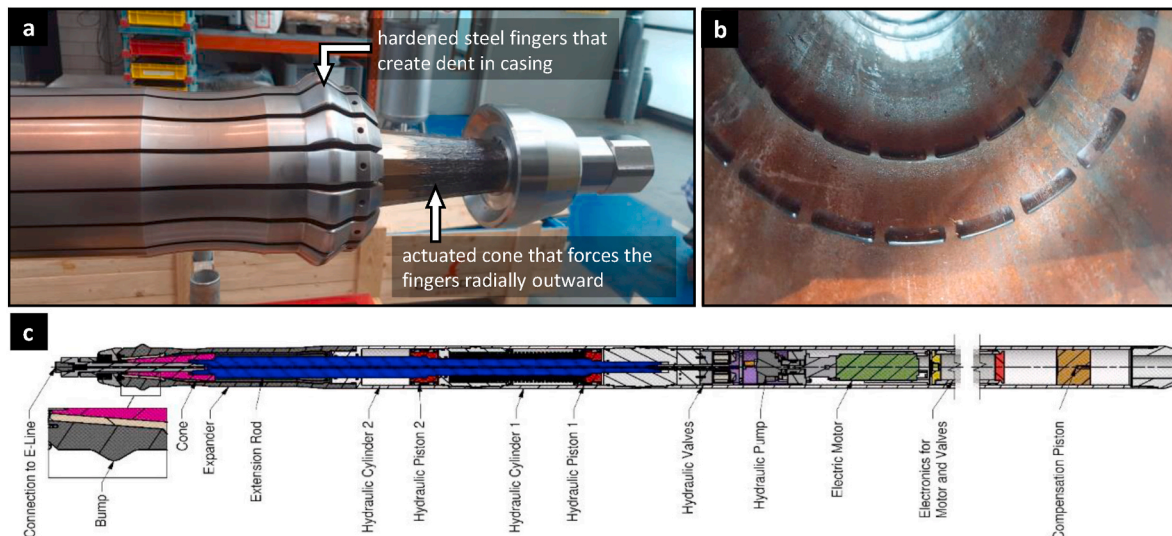 a
hardened steel fingers that
create dent in casing
actuated cone that forces the
fingers radially outward
b
c
Connection to E-Line
Bump
Cone
Expander
Extension Rod
Hydraulic Cylinder 2
Hydraulic Piston 2
Hydraulic Cylinder 1
Hydraulic Piston 1
Hydraulic Valves
Hydraulic Pump
Electric Motor
Electronics for
Motor and Valves
Compensation Piston